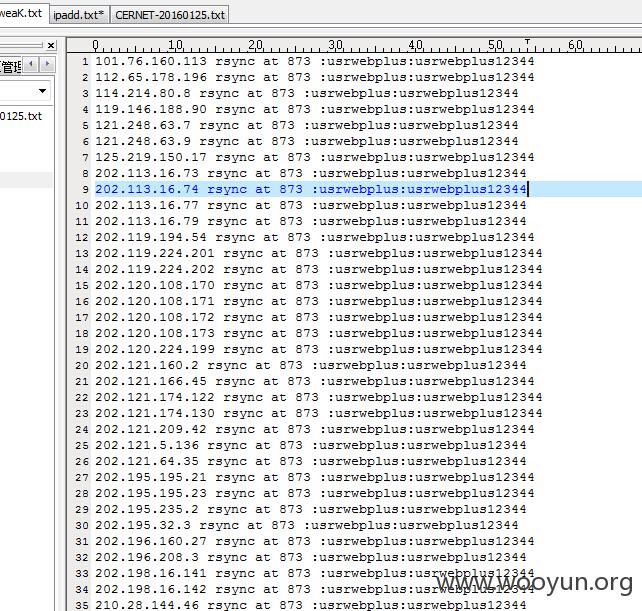 weaK.txt ipadd.txt* CERNET-20160125.txt
管理
0125.txt
0 10 20 30 40 50 60
1 101.76.160.113 rsync at 873 :usrwebplus:usrwebplus12344
2 112.65.178.196 rsync at 873 :usrwebplus:usrwebplus12344
3 114.214.80.8 rsync at 873 :usrwebplus:usrwebplus12344
4 119.146.188.90 rsync at 873 :usrwebplus:usrwebplus12344
5 121.248.63.7 rsync at 873 :usrwebplus:usrwebplus12344
6 121.248.63.9 rsync at 873 :usrwebplus:usrwebplus12344
7 125.219.150.17 rsync at 873 :usrwebplus:usrwebplus12344
8 202.113.16.73 rsync at 873 :usrwebplus:usrwebplus12344
9 202.113.16.74 rsync at 873 :usrwebplus:usrwebplus12344
10 202.113.16.77 rsync at 873 :usrwebplus:usrwebplus12344
11 202.113.16.79 rsync at 873 :usrwebplus:usrwebplus12344
12 202.119.194.54 rsync at 873 :usrwebplus:usrwebplus12344
13 202.119.224.201 rsync at 873 :usrwebplus:usrwebplus12344
14 202.119.224.202 rsync at 873 :usrwebplus:usrwebplus12344
15 202.120.108.170 rsync at 873 :usrwebplus:usrwebplus12344
16 202.120.108.171 rsync at 873 :usrwebplus:usrwebplus12344
17 202.120.108.172 rsync at 873 :usrwebplus:usrwebplus12344
18 202.120.108.173 rsync at 873 :usrwebplus:usrwebplus12344
19 202.120.224.199 rsync at 873 :usrwebplus:usrwebplus12344
20 202.121.160.2 rsync at 873 :usrwebplus:usrwebplus12344
21 202.121.166.45 rsync at 873 :usrwebplus:usrwebplus12344
22 202.121.174.122 rsync at 873 :usrwebplus:usrwebplus12344
23 202.121.174.130 rsync at 873 :usrwebplus:usrwebplus12344
24 202.121.209.42 rsync at 873 :usrwebplus:usrwebplus12344
25 202.121.5.136 rsync at 873 :usrwebplus:usrwebplus12344
26 202.121.64.35 rsync at 873 :usrwebplus:usrwebplus12344
27 202.195.195.21 rsync at 873 :usrwebplus:usrwebplus12344
28 202.195.195.23 rsync at 873 :usrwebplus:usrwebplus12344
29 202.195.235.2 rsync at 873 :usrwebplus:usrwebplus12344
30 202.195.32.3 rsync at 873 :usrwebplus:usrwebplus12344
31 202.196.160.27 rsync at 873 :usrwebplus:usrwebplus12344
32 202.196.208.3 rsync at 873 :usrwebplus:usrwebplus12344
33 202.198.16.141 rsync at 873 :usrwebplus:usrwebplus12344
34 202.198.16.142 rsync at 873 :usrwebplus:usrwebplus12344
35 210.28.144.46 rsync at 873 :usrwebplus:usrwebplus12344
www.wooyun.org